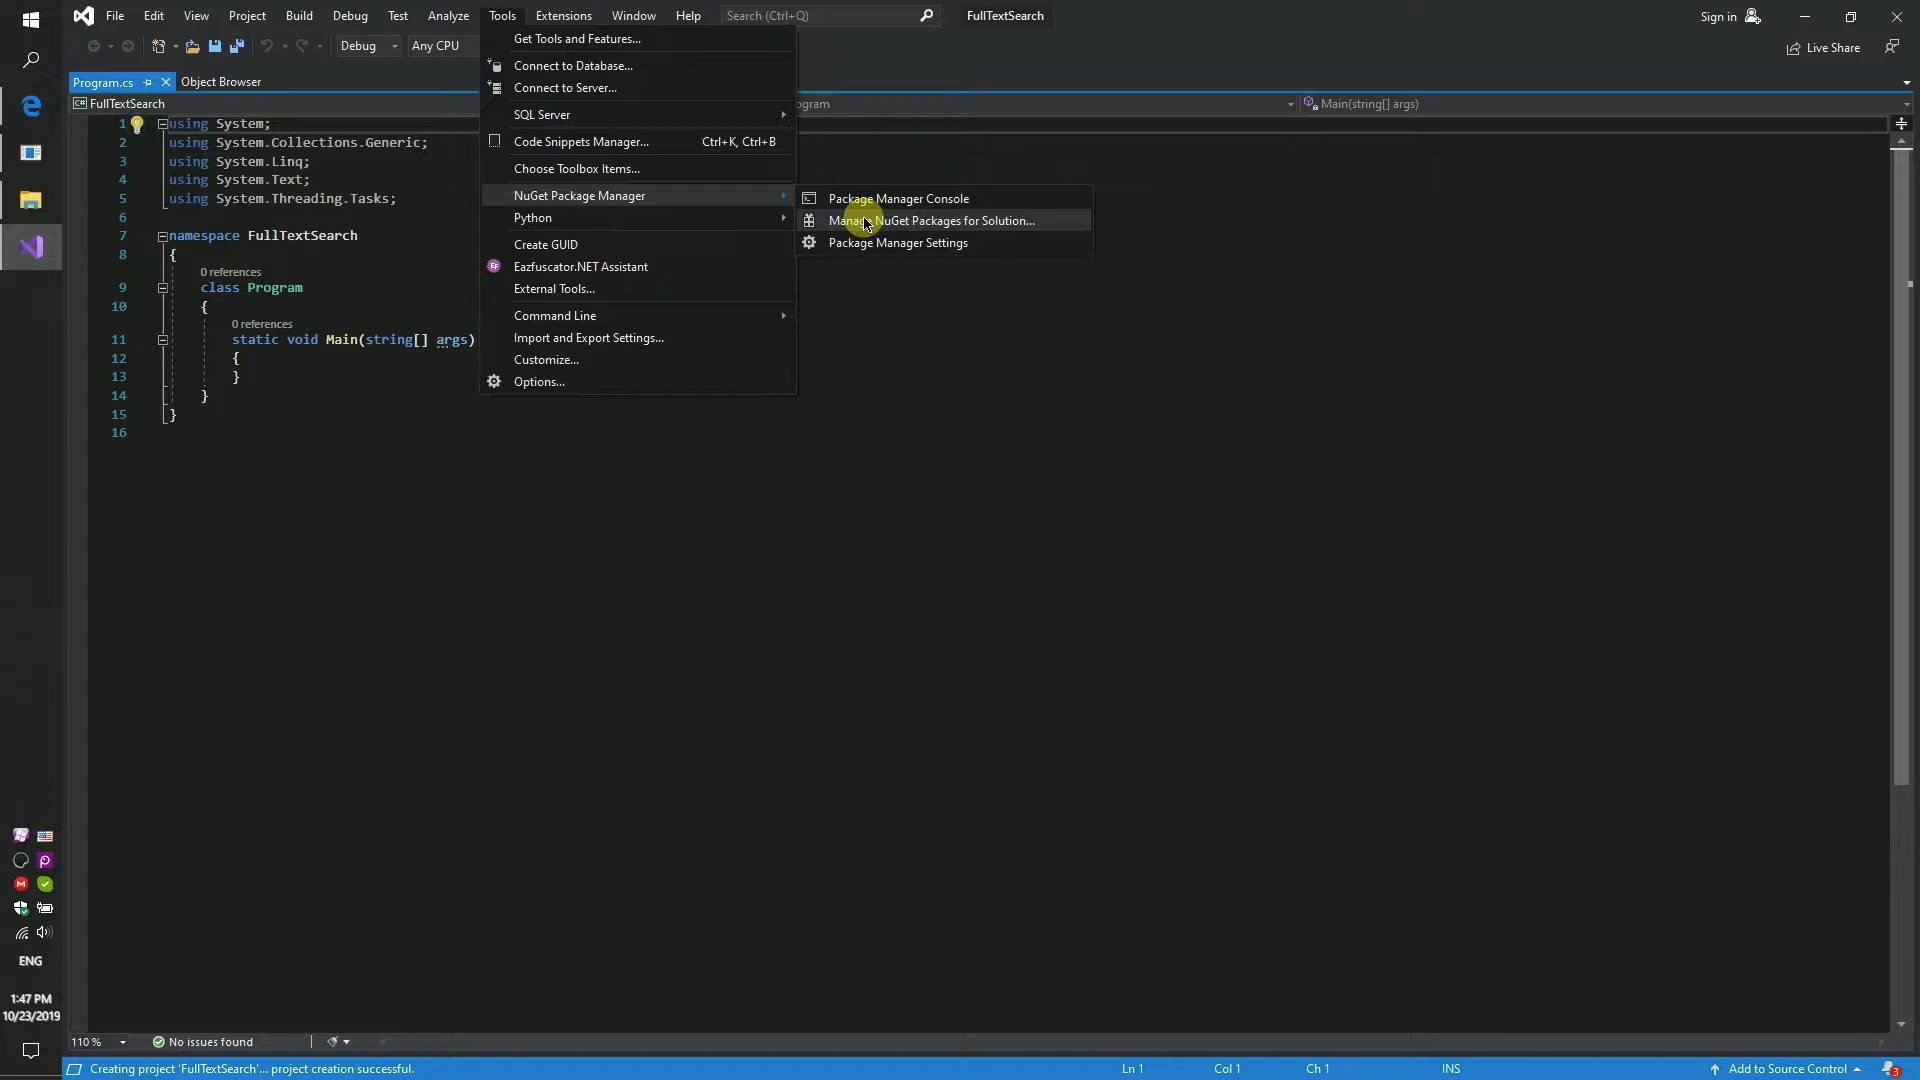 File Edit View Project Build Debug Test Analyze Tools Extensions Window Help Search (Ctrl+Q) FullTextSearch Sign in
Debug Any CPU Live Share
Program.cs Object Browser
C# FullTextSearch ogram Main(string[] args)
Get Tools and Features...
Connect to Database...
Connect to Server...
SQL Server
Code Snippets Manager... Ctrl+K, Ctrl+B
Choose Toolbox Items...
NuGet Package Manager
Python
Create GUID
Eazfuscator.NET Assistant
External Tools...
Command Line
Import and Export Settings...
Customize...
Options...
Package Manager Console
Manage NuGet Packages for Solution...
Package Manager Settings
1 using System;
2 using System.Collections.Generic;
3 using System.Linq;
4 using System.Text;
5 using System.Threading.Tasks;
6
7 namespace FullTextSearch
8 {
0 references
9 class Program
10 {
0 references
11 static void Main(string[] args)
12 {
13 }
14 }
15 }
16
ENG
1:47 PM
10/23/2019
110 % No issues found
Creating project 'FullTextSearch'... project creation successful. Ln 1 Col 1 Ch 1 INS Add to Source Control 3